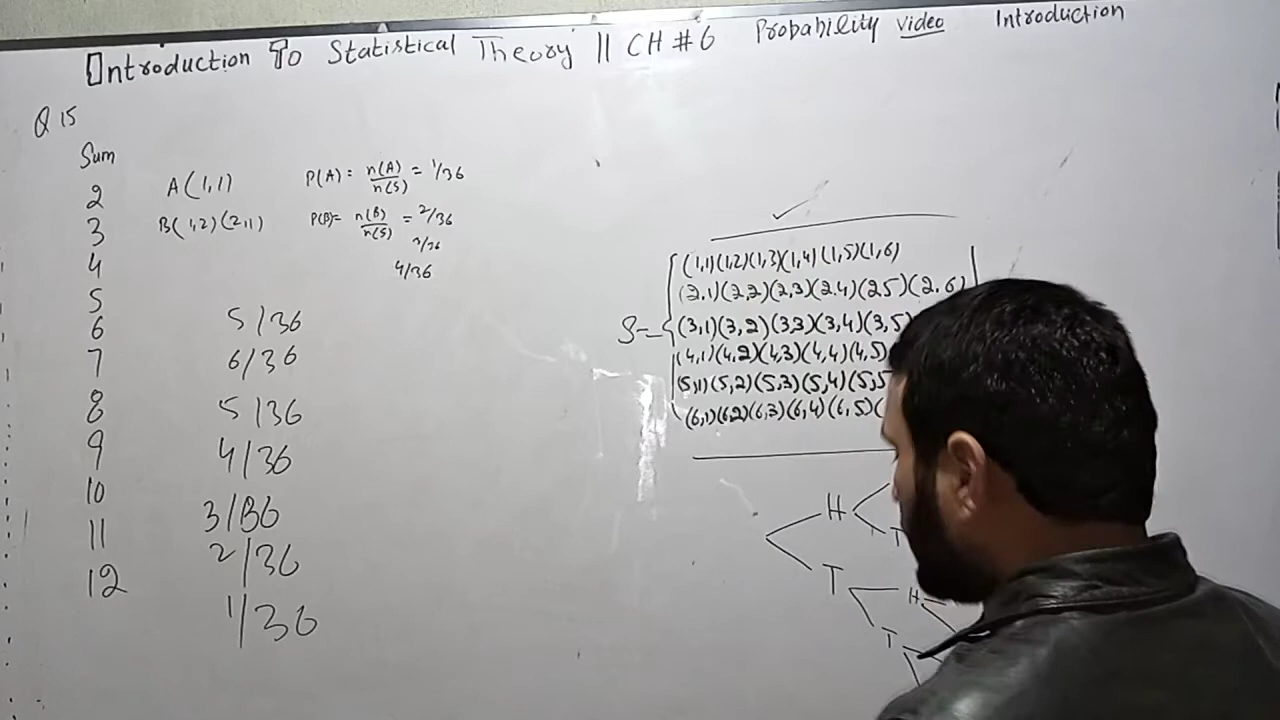 Introduction To Statistical Theory || CH # 6 Probability Video Introduction
Q 15
Sum
2 A(1,1) P(A) = n(A)/n(S) = 1/36
3 B(1,2)(2,1) P(B) = n(B)/n(S) = 2/36
4 3/36
5 4/36
6 5/36
7 6/36
8 5/36
9 4/36
10 3/36
11 2/36
12 1/36
(1,1)(1,2)(1,3)(1,4)(1,5)(1,6)
(2,1)(2,2)(2,3)(2,4)(25)(2.6)
S = (3,1)(3,2)(3,3)(3,4)(3,5)
(4,1)(4,2)(4,3)(4,4)(4,5)
(5,1)(5,2)(5,3)(5,4)(5,5
(6,1)(6,2)(6,3)(6,4)(6,5)(
H
T
T
H
T